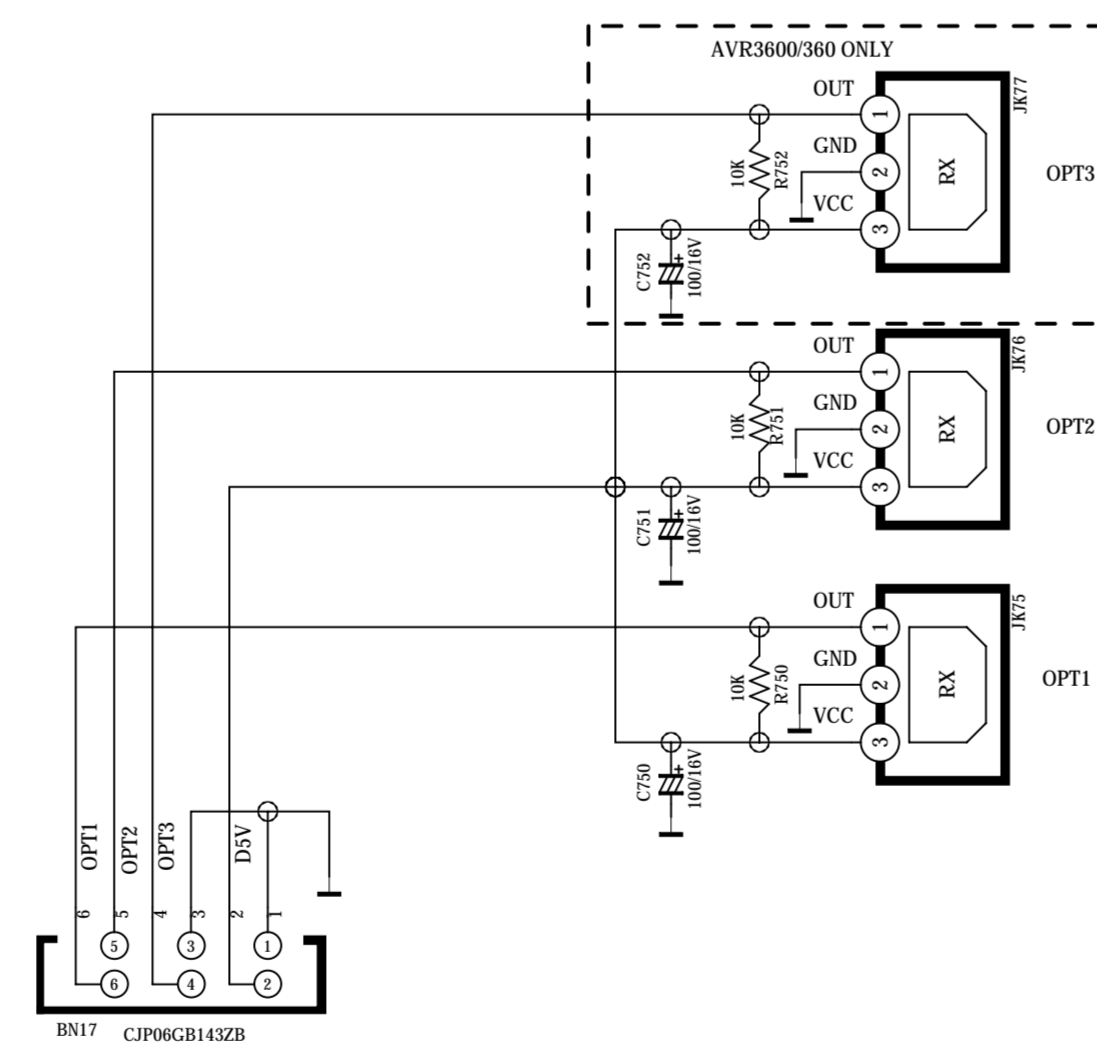 AVR3600/360 ONLY
OUT
1
GND
2
VCC
3
RX
JK77
OPT3
10K
R752
C752
+
100/16V
OUT
1
GND
2
VCC
3
RX
JK76
OPT2
10K
R751
C751
+
100/16V
OUT
1
GND
2
VCC
3
RX
JK75
OPT1
10K
R750
C750
+
100/16V
OPT1
OPT2
OPT3
D5V
6
5
4
3
2
1
5
3
1
6
4
2
BN17
CJP06GB143ZB